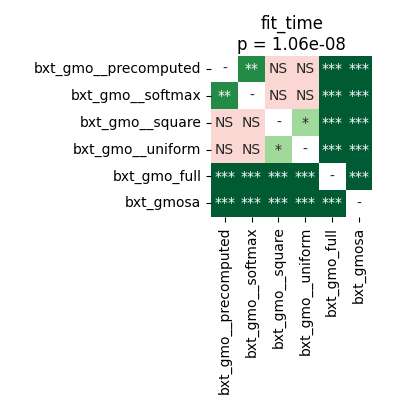 fit_time
p = 1.06e-08
bxt_gmo__precomputed - ** NS NS *** ***
bxt_gmo__softmax ** - NS NS *** ***
bxt_gmo__square NS NS - * *** ***
bxt_gmo__uniform NS NS * - *** ***
bxt_gmo_full *** *** *** *** - ***
bxt_gmosa *** *** *** *** *** -
bxt_gmo__precomputed
bxt_gmo__softmax
bxt_gmo__square
bxt_gmo__uniform
bxt_gmo_full
bxt_gmosa